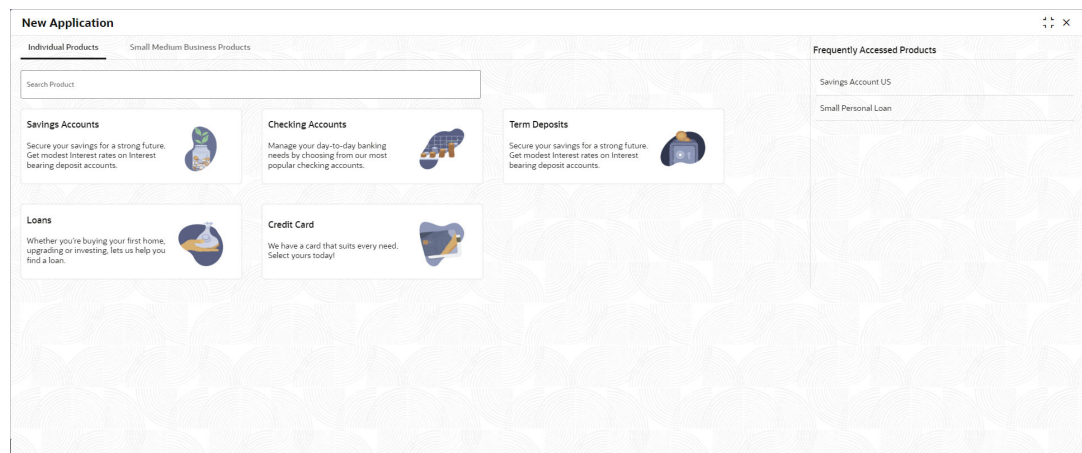 New Application
Individual Products
Small Medium Business Products
Search Product
Savings Accounts
Secure your savings for a strong future.
Get modest Interest rates on Interest
bearing deposit accounts.
Checking Accounts
Manage your day-to-day banking
needs by choosing from our most
popular checking accounts.
Term Deposits
Secure your savings for a strong future.
Get modest Interest rates on Interest
bearing deposit accounts.
Loans
Whether you're buying your first home,
upgrading or investing, lets us help you
find a loan.
Credit Card
We have a card that suits every need.
Select yours today!
Frequently Accessed Products
Savings Account US
Small Personal Loan